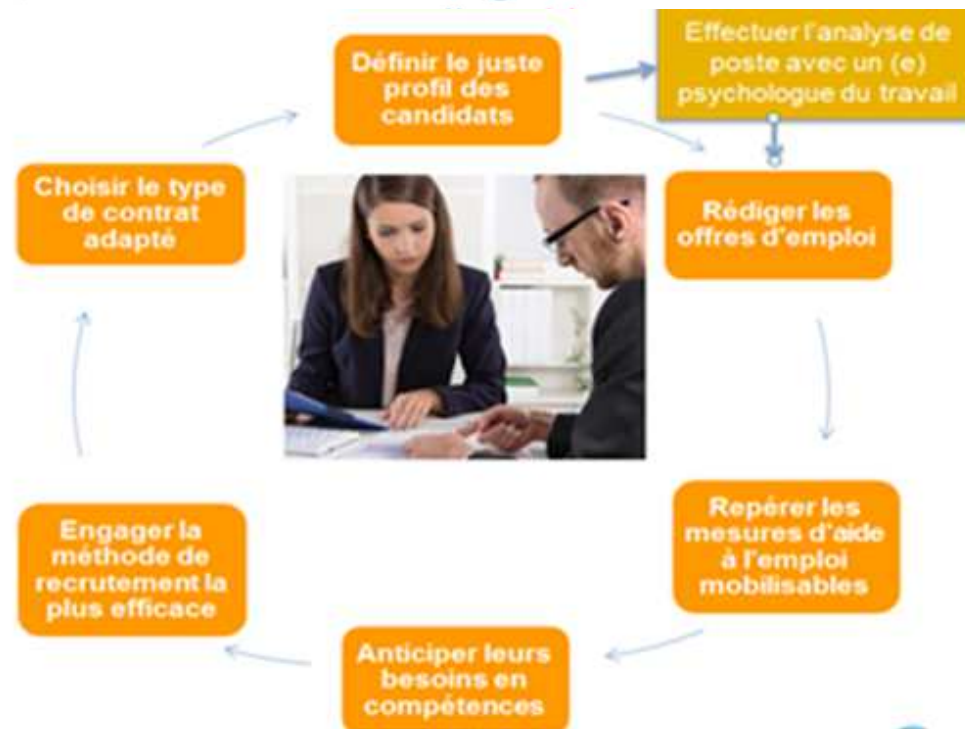 Définir le juste
profil des
candidats
Effectuer l'analyse de
poste avec un (e)
psychologue du travail
Rédiger les
offres d'emploi
Repérer les
mesures d'aide
à l'emploi
mobilisables
Anticiper leurs
besoins en
compétences
Engager la
méthode de
recrutement la
plus efficace
Choisir le type
de contrat
adapté